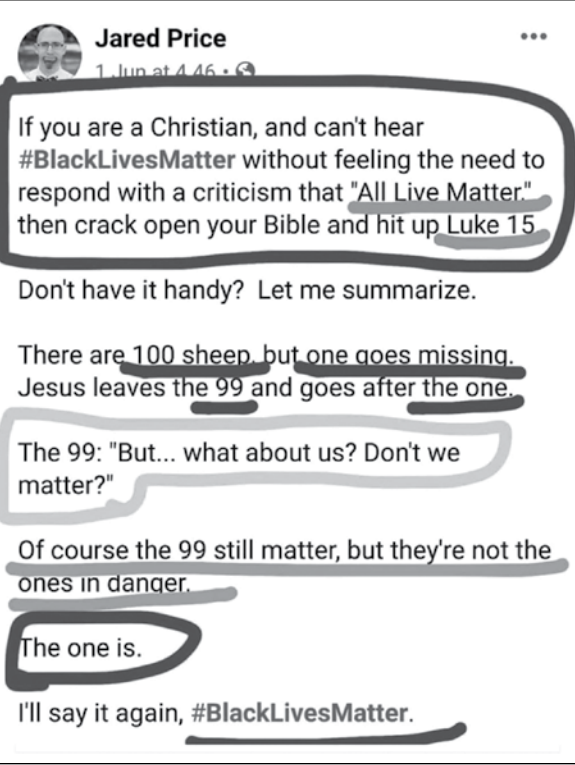 Jared Price
1 Jun at 4.46 ·
If you are a Christian, and can't hear
#BlackLivesMatter without feeling the need to
respond with a criticism that "All Live Matter."
then crack open your Bible and hit up Luke 15
Don't have it handy? Let me summarize.
There are 100 sheep, but one goes missing.
Jesus leaves the 99 and goes after the one.
The 99: "But... what about us? Don't we
matter?"
Of course the 99 still matter, but they're not the
ones in danger.
The one is.
I'll say it again, #BlackLivesMatter.